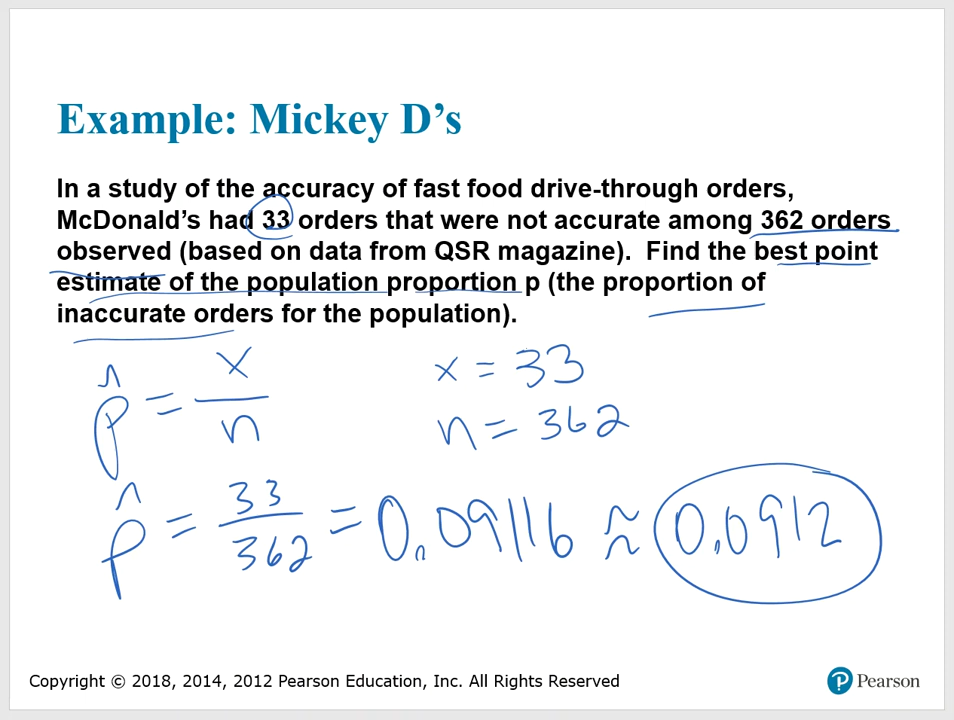 Example: Mickey D’s
In a study of the accuracy of fast food drive-through orders,
McDonald’s had 33 orders that were not accurate among 362 orders
observed (based on data from QSR magazine).  Find the best point
estimate of the population proportion p (the proportion of
inaccurate orders for the population).
p̂ = x/n
x = 33
n = 362
p̂ = 33/362 = 0.09116 ≈ 0.0912
Copyright © 2018, 2014, 2012 Pearson Education, Inc. All Rights Reserved
P Pearson